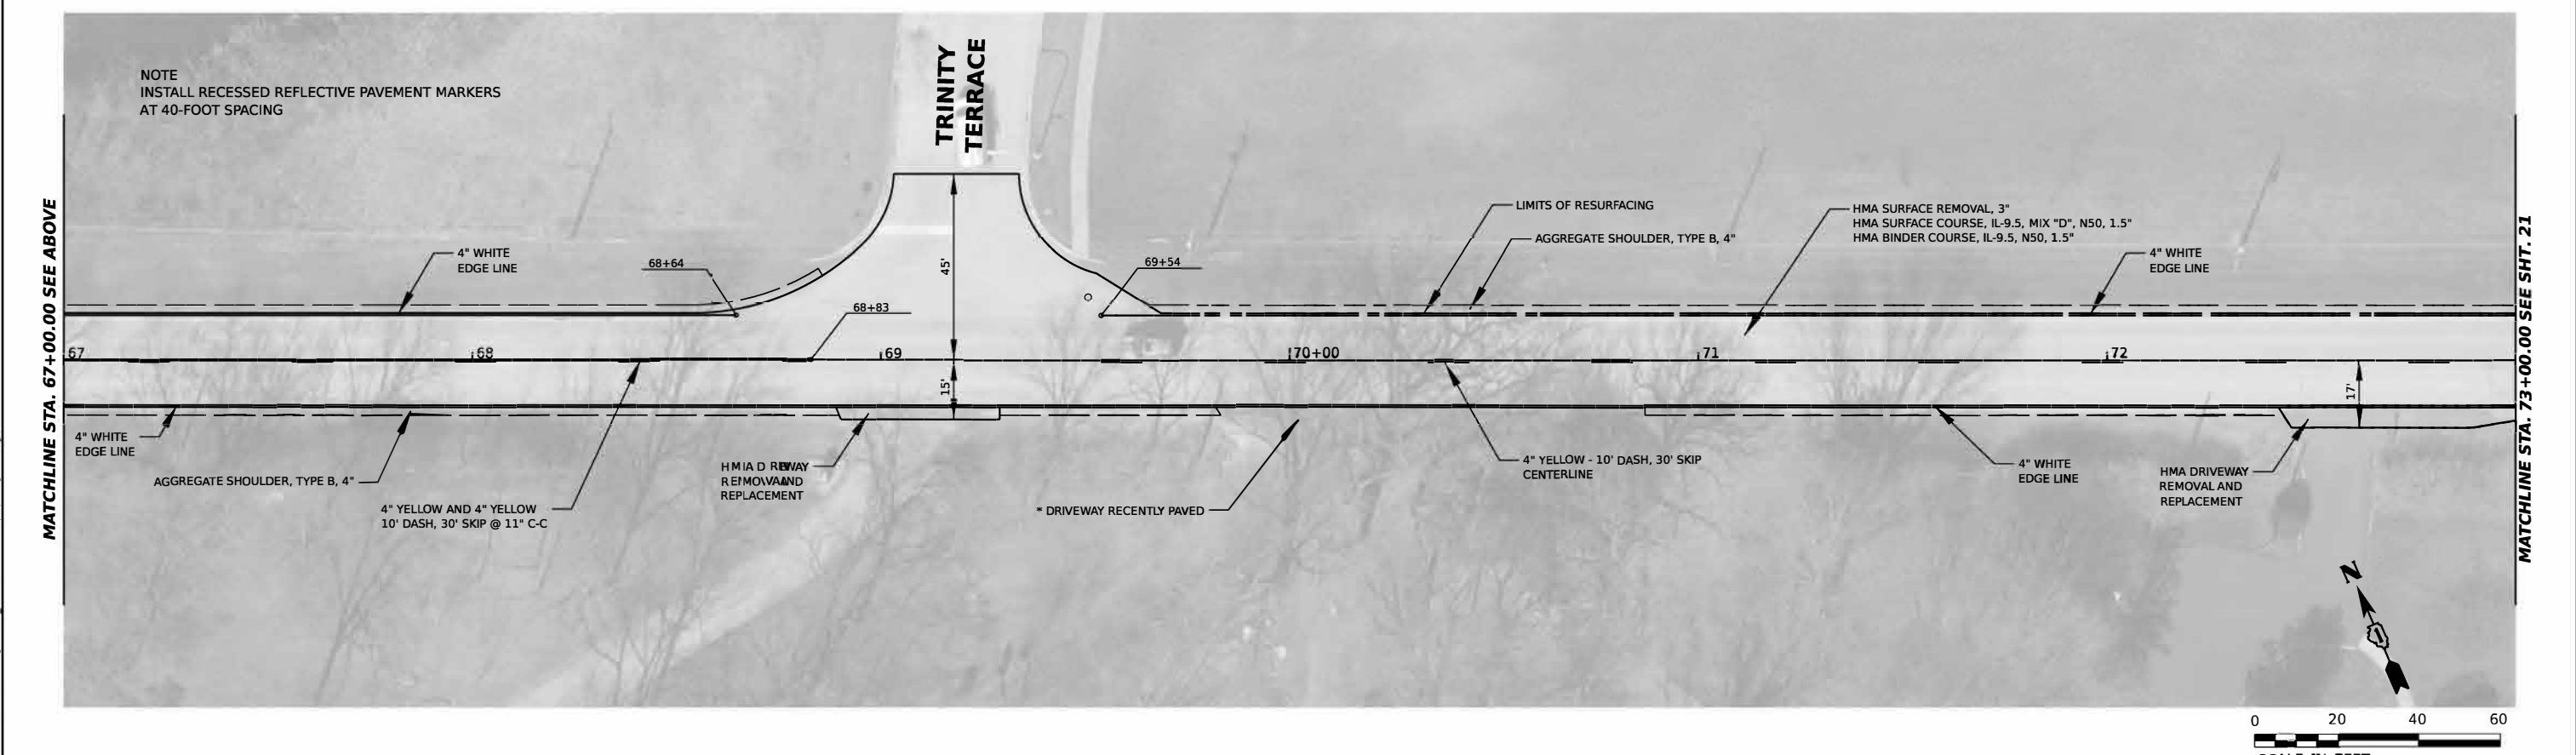 NOTE
INSTALL RECESSED REFLECTIVE PAVEMENT MARKERS
AT 40-FOOT SPACING
TRINITY
TERRACE
MATCHLINE STA. 67+00.00 SEE ABOVE
MATCHLINE STA. 73+00.00 SEE SHT. 21
LIMITS OF RESURFACING
AGGREGATE SHOULDER, TYPE B, 4"
HMA SURFACE REMOVAL, 3"
HMA SURFACE COURSE, IL-9.5, MIX "D", N50, 1.5"
HMA BINDER COURSE, IL-9.5, N50, 1.5"
4" WHITE
EDGE LINE
4" WHITE
EDGE LINE
68+64
45'
69+54
68+83
67
68
69
70+00
71
72
15'
17'
4" WHITE
EDGE LINE
AGGREGATE SHOULDER, TYPE B, 4"
4" YELLOW AND 4" YELLOW
10' DASH, 30' SKIP @ 11" C-C
REPLACEMENT
* DRIVEWAY RECENTLY PAVED
4" YELLOW - 10' DASH, 30' SKIP
CENTERLINE
4" WHITE
EDGE LINE
HMA DRIVEWAY
REMOVAL AND
REPLACEMENT
N
0 20 40 60